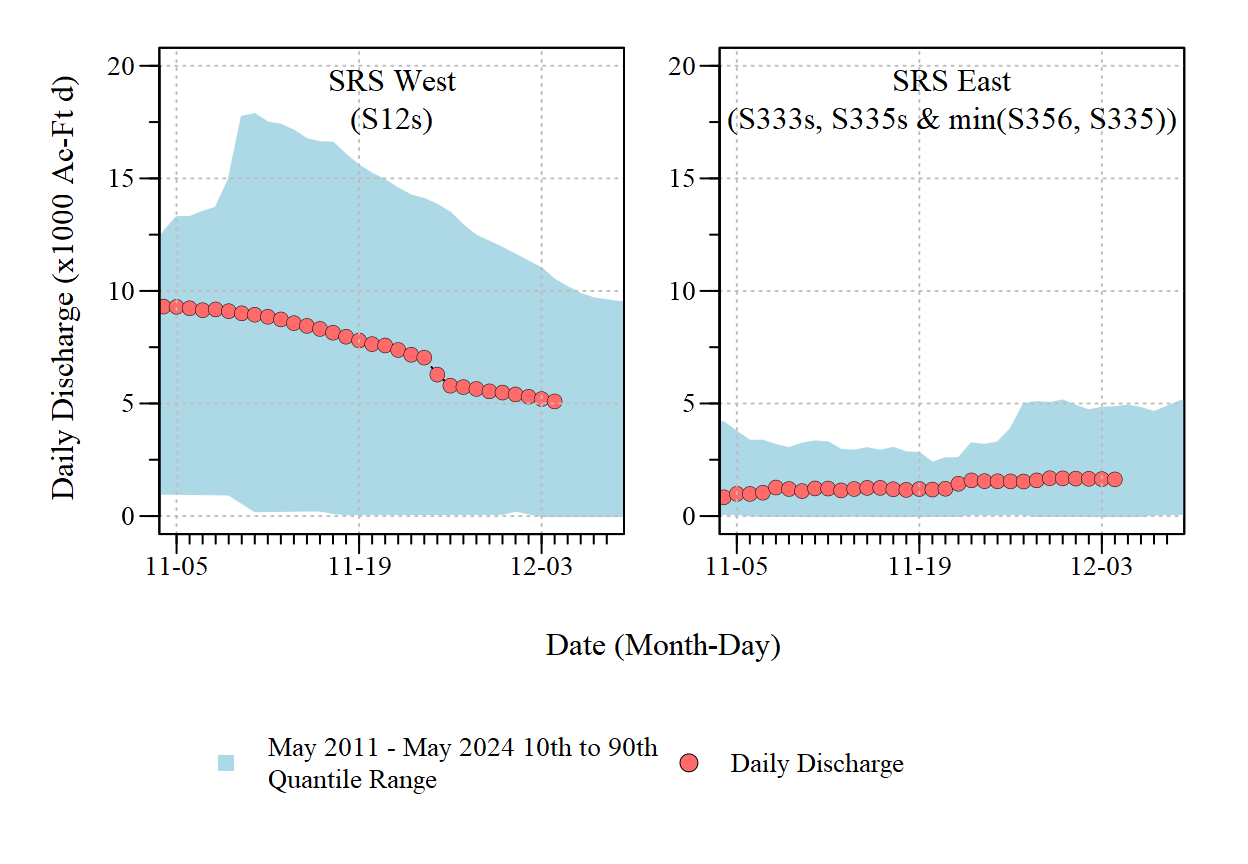 Daily Discharge (x1000 Ac-Ft d)
SRS West
(S12s)
20
15
10
5
0
11-05
11-19
12-03
SRS East
(S333s, S335s & min(S356, S335))
20
15
10
5
0
11-05
11-19
12-03
Date (Month-Day)
May 2011 - May 2024 10th to 90th
Quantile Range
Daily Discharge